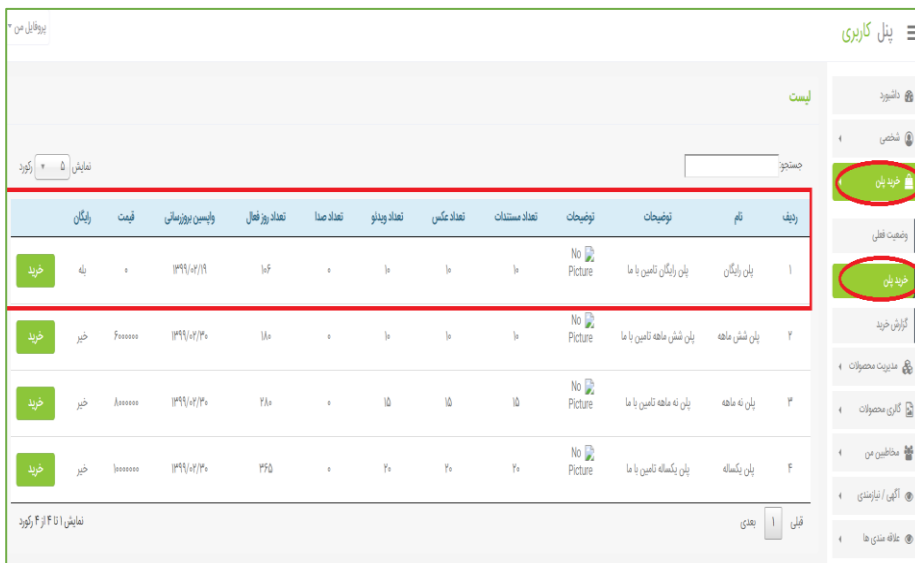 پنل کاربری
پروفایل من
داشبورد
شخصی
خرید پلن
وضعیت فعلی
خرید پلن
گزارش خرید
مدیریت محصولات
گالری محصولات
مخاطبین من
آگهی / نیازمندی
علاقه مندی ها
لیست
جستجو:
نمایش ۵ رکورد
ردیف نام توضیحات توضیحات تعداد مستندات تعداد عکس تعداد ویدئو تعداد صدا تعداد روز فعال واپسین بروزرسانی قیمت رایگان
۱ پلن رایگان پلن رایگان تامین با ما No Picture ۱۰ ۱۰ ۱۰ ۰ ۱۰۶ ۱۳۹۹/۰۲/۱۹ ۰ بله خرید
۲ پلن شش ماهه پلن شش ماهه تامین با ما No Picture ۱۰ ۱۰ ۱۰ ۰ ۱۸۰ ۱۳۹۹/۰۲/۳۰ ۶۰۰۰۰۰۰ خیر خرید
۳ پلن نه ماهه پلن نه ماهه تامین با ما No Picture ۱۵ ۱۵ ۱۵ ۰ ۲۸۰ ۱۳۹۹/۰۲/۳۰ ۸۰۰۰۰۰۰ خیر خرید
۴ پلن یکساله پلن یکساله تامین با ما No Picture ۲۰ ۲۰ ۲۰ ۰ ۳۶۵ ۱۳۹۹/۰۲/۳۰ ۱۰۰۰۰۰۰۰ خیر خرید
قبلی ۱ بعدی
نمایش ۱ تا ۴ از ۴ رکورد